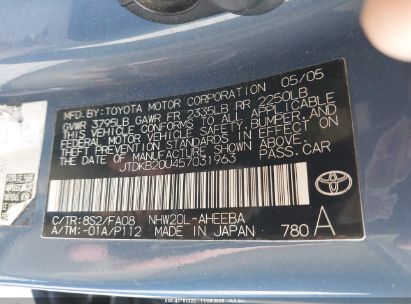 MFD. BY: TOYOTA MOTOR CORPORATION 05/05
GVWR 3795LB GAWR FR 2335LB RR 2250LB
THIS VEHICLE CONFORMS TO ALL APPLICABLE
FEDERAL MOTOR VEHICLE SAFETY, BUMPER, AND
THEFT PREVENTION STANDARDS IN EFFECT
ON THE DATE OF MANUFACTURE SHOWN ABOVE.
JTDKB20U457031963 PASS.CAR
C/TR: 8S2/FA08 NHW20L-AHEEBA
A/TM: -01A/P112 MADE IN JAPAN 780 A
TOYOTA